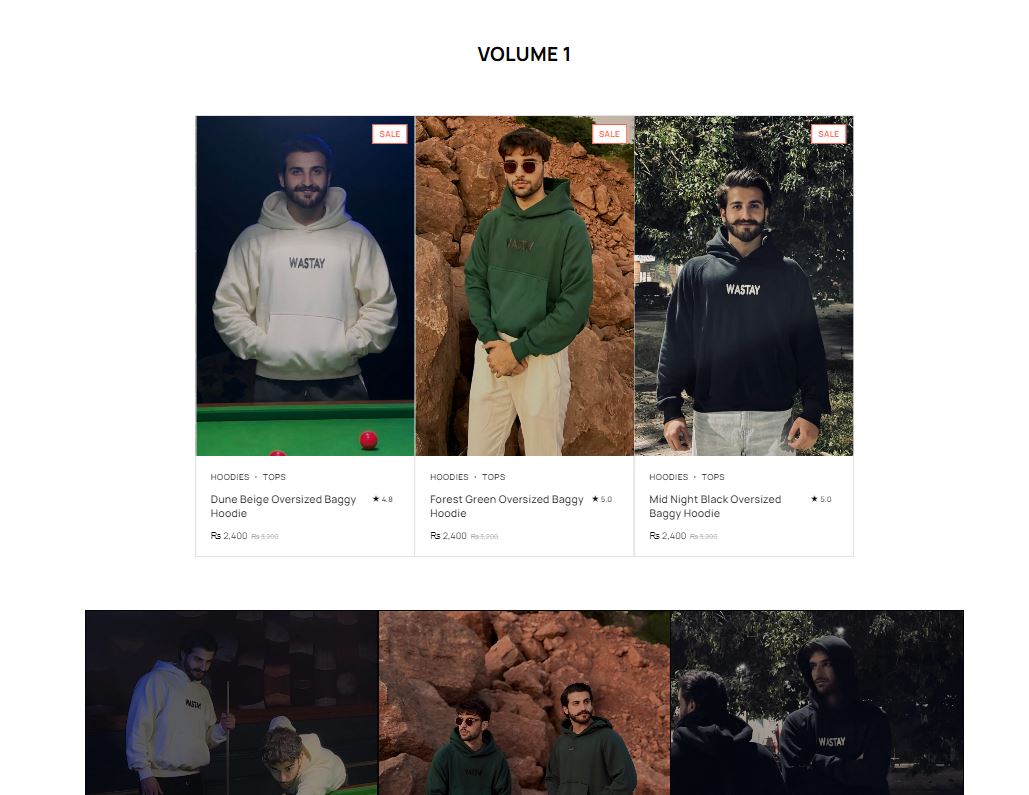 VOLUME 1
SALE
SALE
SALE
WASTAY
WASTAY
WASTAY
HOODIES · TOPS
HOODIES · TOPS
HOODIES · TOPS
Dune Beige Oversized Baggy
Hoodie
★ 4.8
Forest Green Oversized Baggy
Hoodie
★ 5.0
Mid Night Black Oversized
Baggy Hoodie
★ 5.0
₨ 2,400 ₨ 3,200
₨ 2,400 ₨ 3,200
₨ 2,400 ₨ 3,200
WASTAY
WASTAY